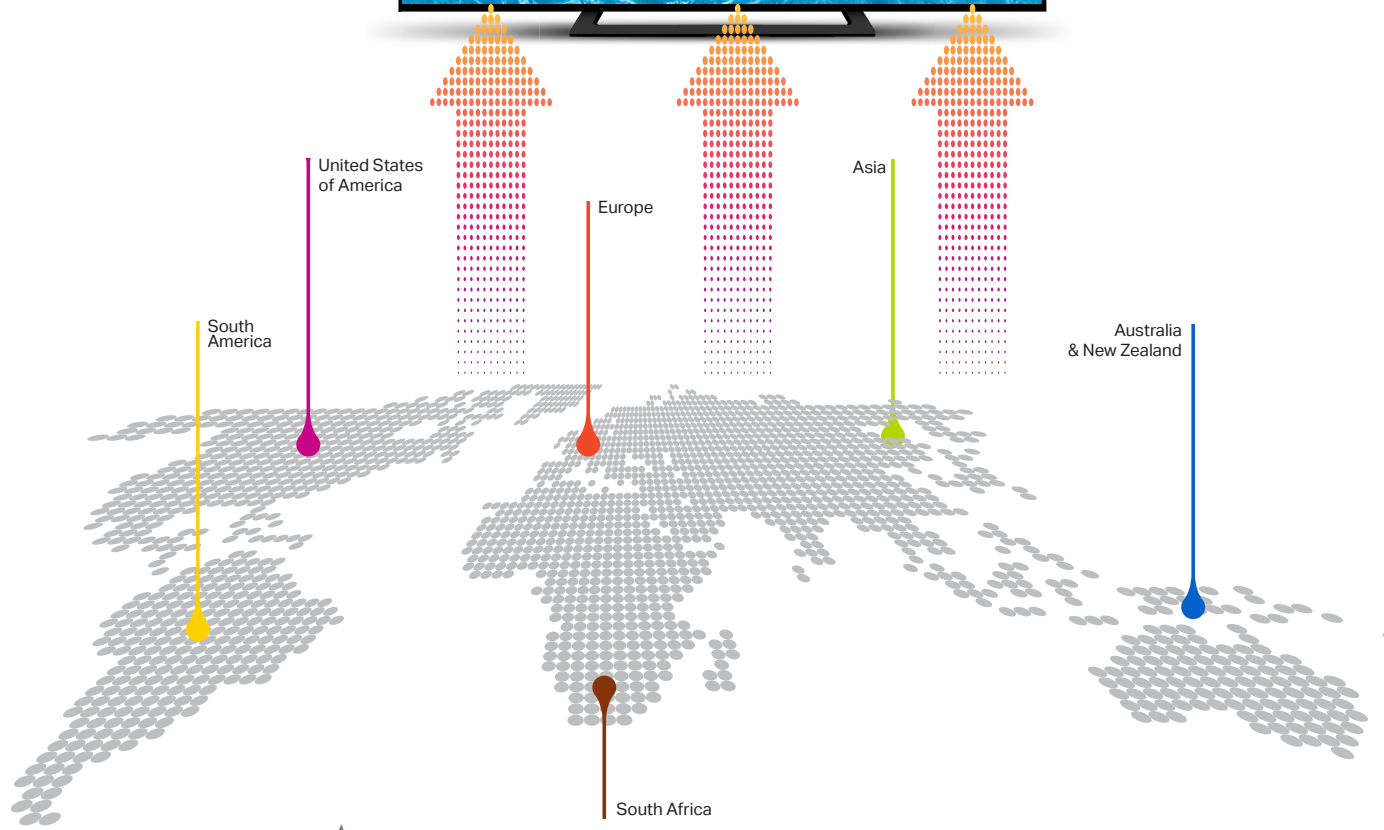 United States
of America
Asia
Europe
South
America
Australia
& New Zealand
South Africa